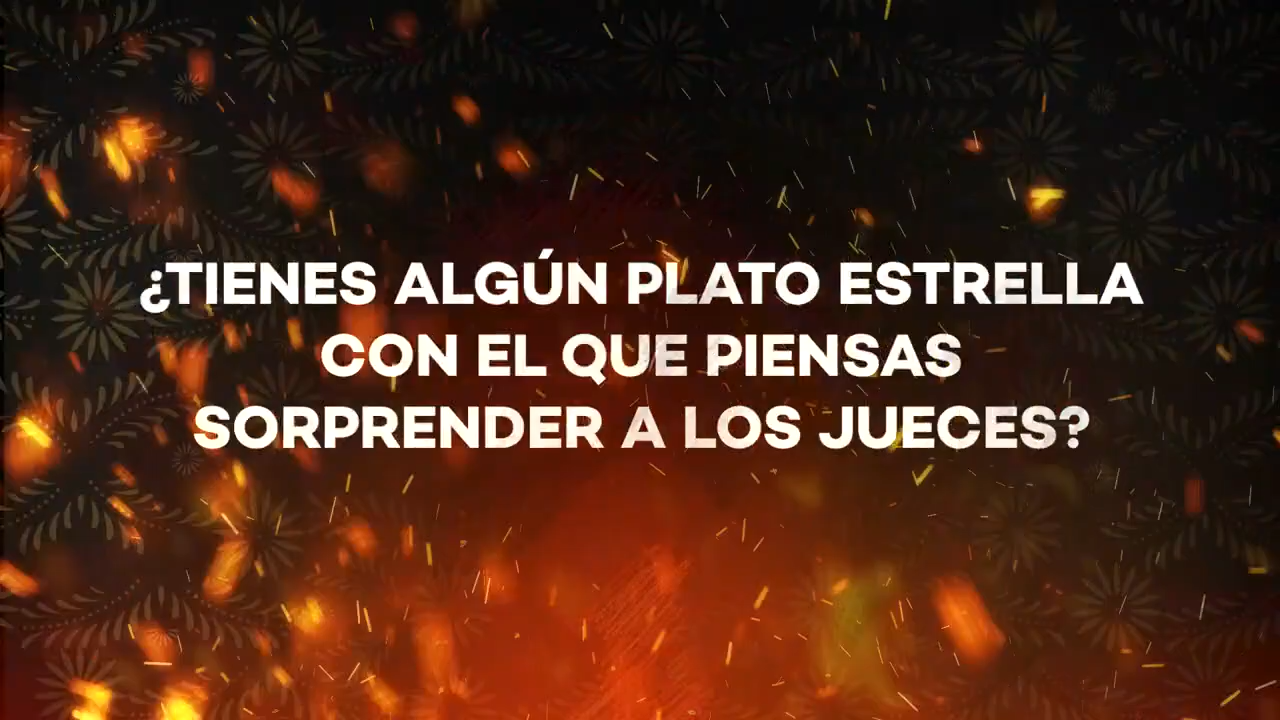 ¿TIENES ALGÚN PLATO ESTRELLA
CON EL QUE PIENSAS
SORPRENDER A LOS JUECES?